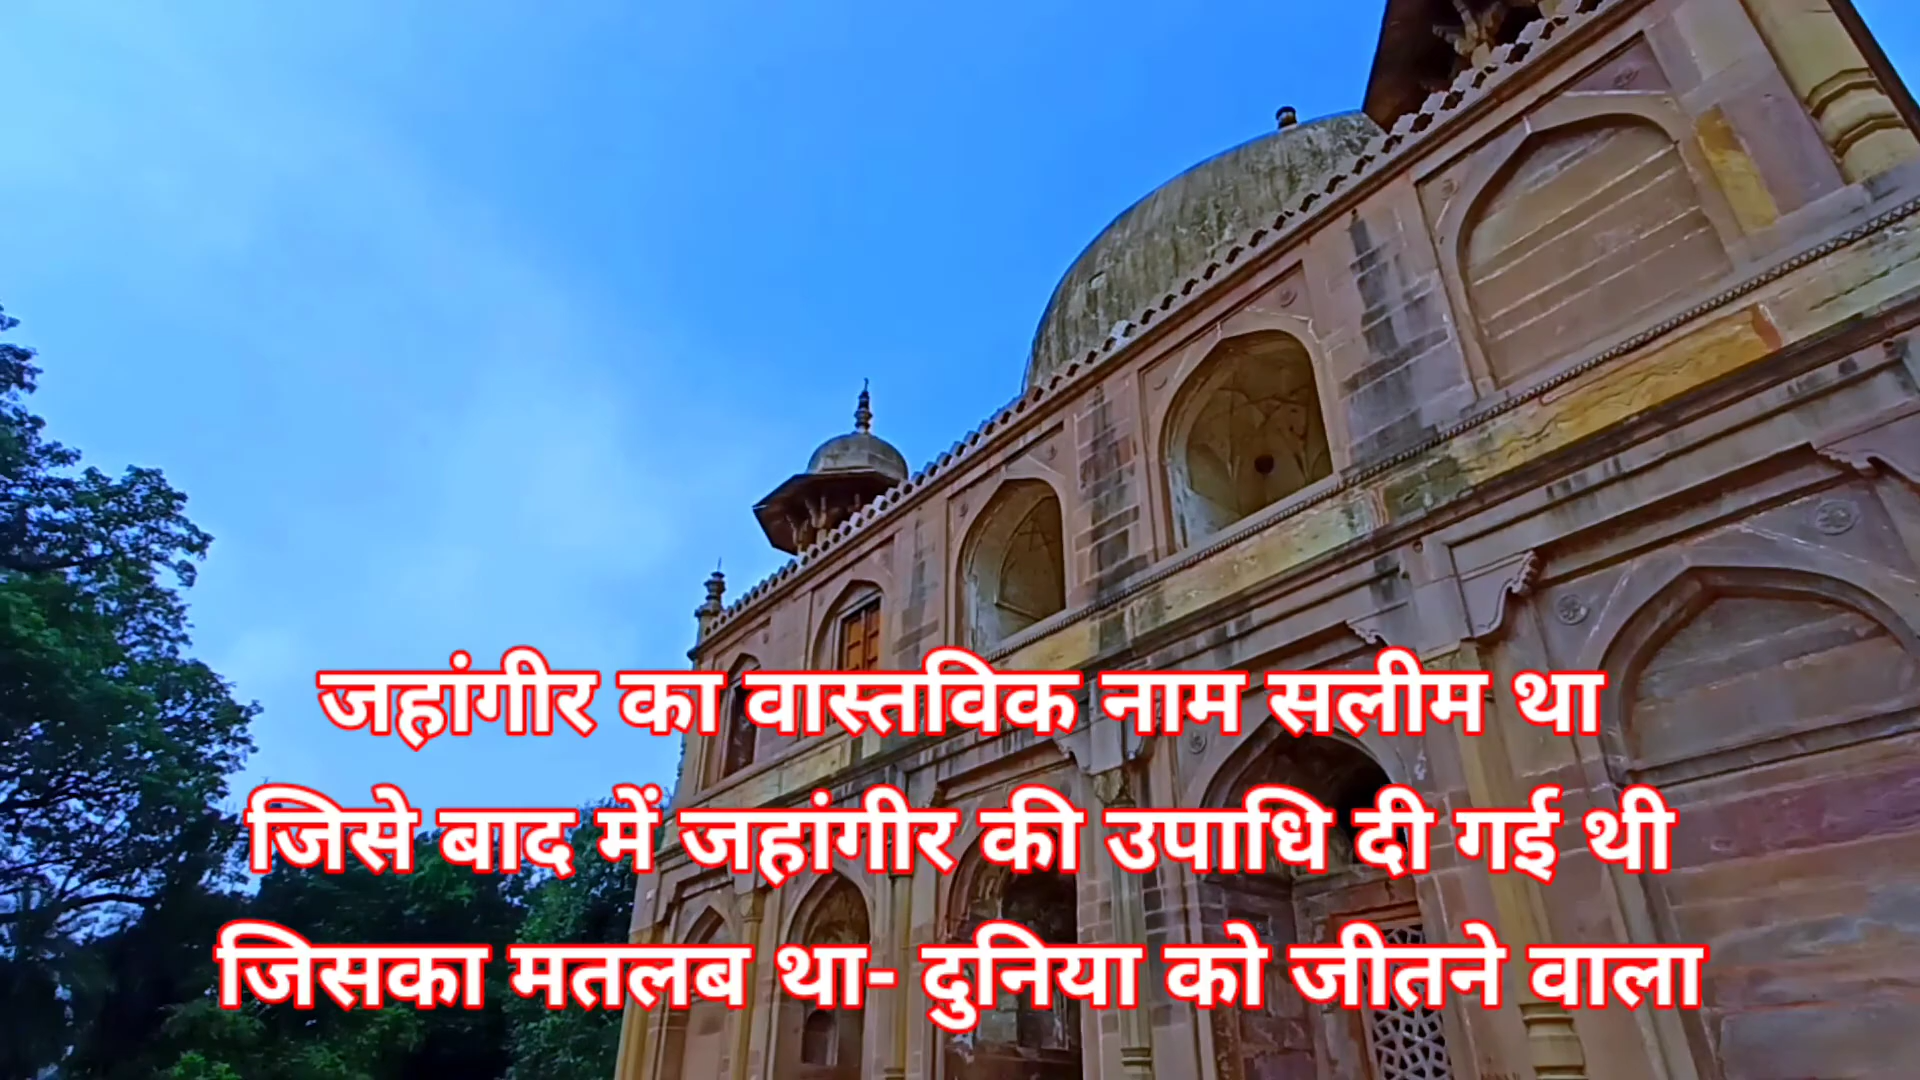 जहांगीर का वास्तविक नाम सलीम था
जिसे बाद में जहांगीर की उपाधि दी गई थी
जिसका मतलब था- दुनिया को जीतने वाला